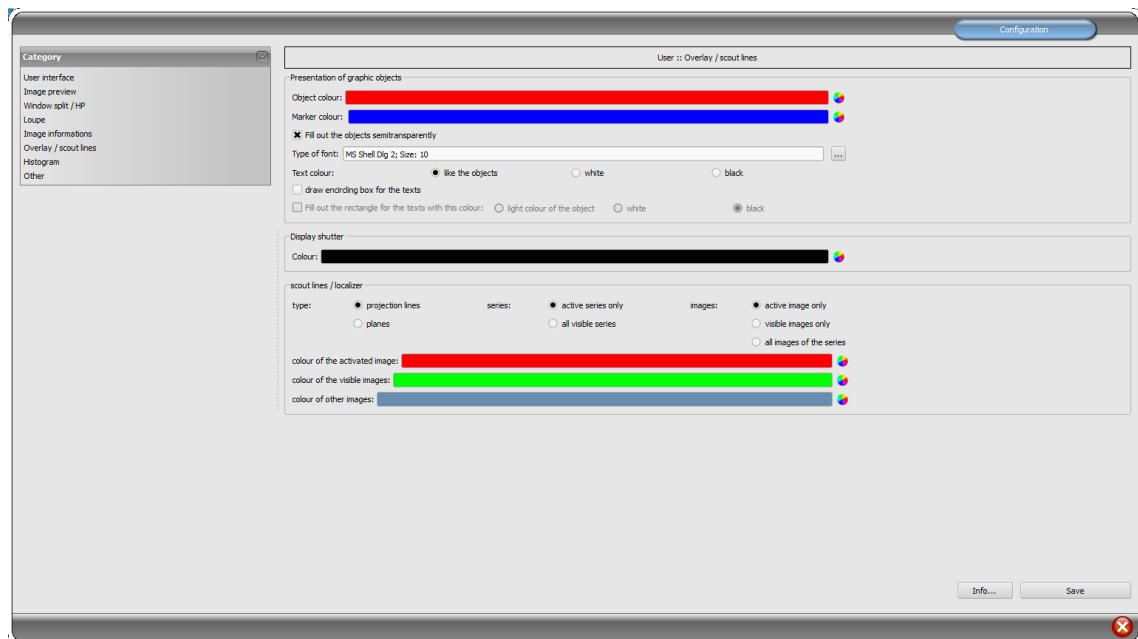 Configuration
Category
User interface
Image preview
Window split / HP
Loupe
Image informations
Overlay / scout lines
Histogram
Other
User :: Overlay / scout lines
Presentation of graphic objects
Object colour:
Marker colour:
Fill out the objects semitransparently
Type of font: MS Shell Dlg 2; Size: 10 ...
Text colour: like the objects white black
draw encirding box for the texts
Fill out the rectangle for the texts with this colour: light colour of the object white black
Display shutter
Colour:
scout lines / localizer
type: projection lines series: active series only images: active image only
planes all visible series visible images only
all images of the series
colour of the activated image:
colour of the visible images:
colour of other images:
Info... Save